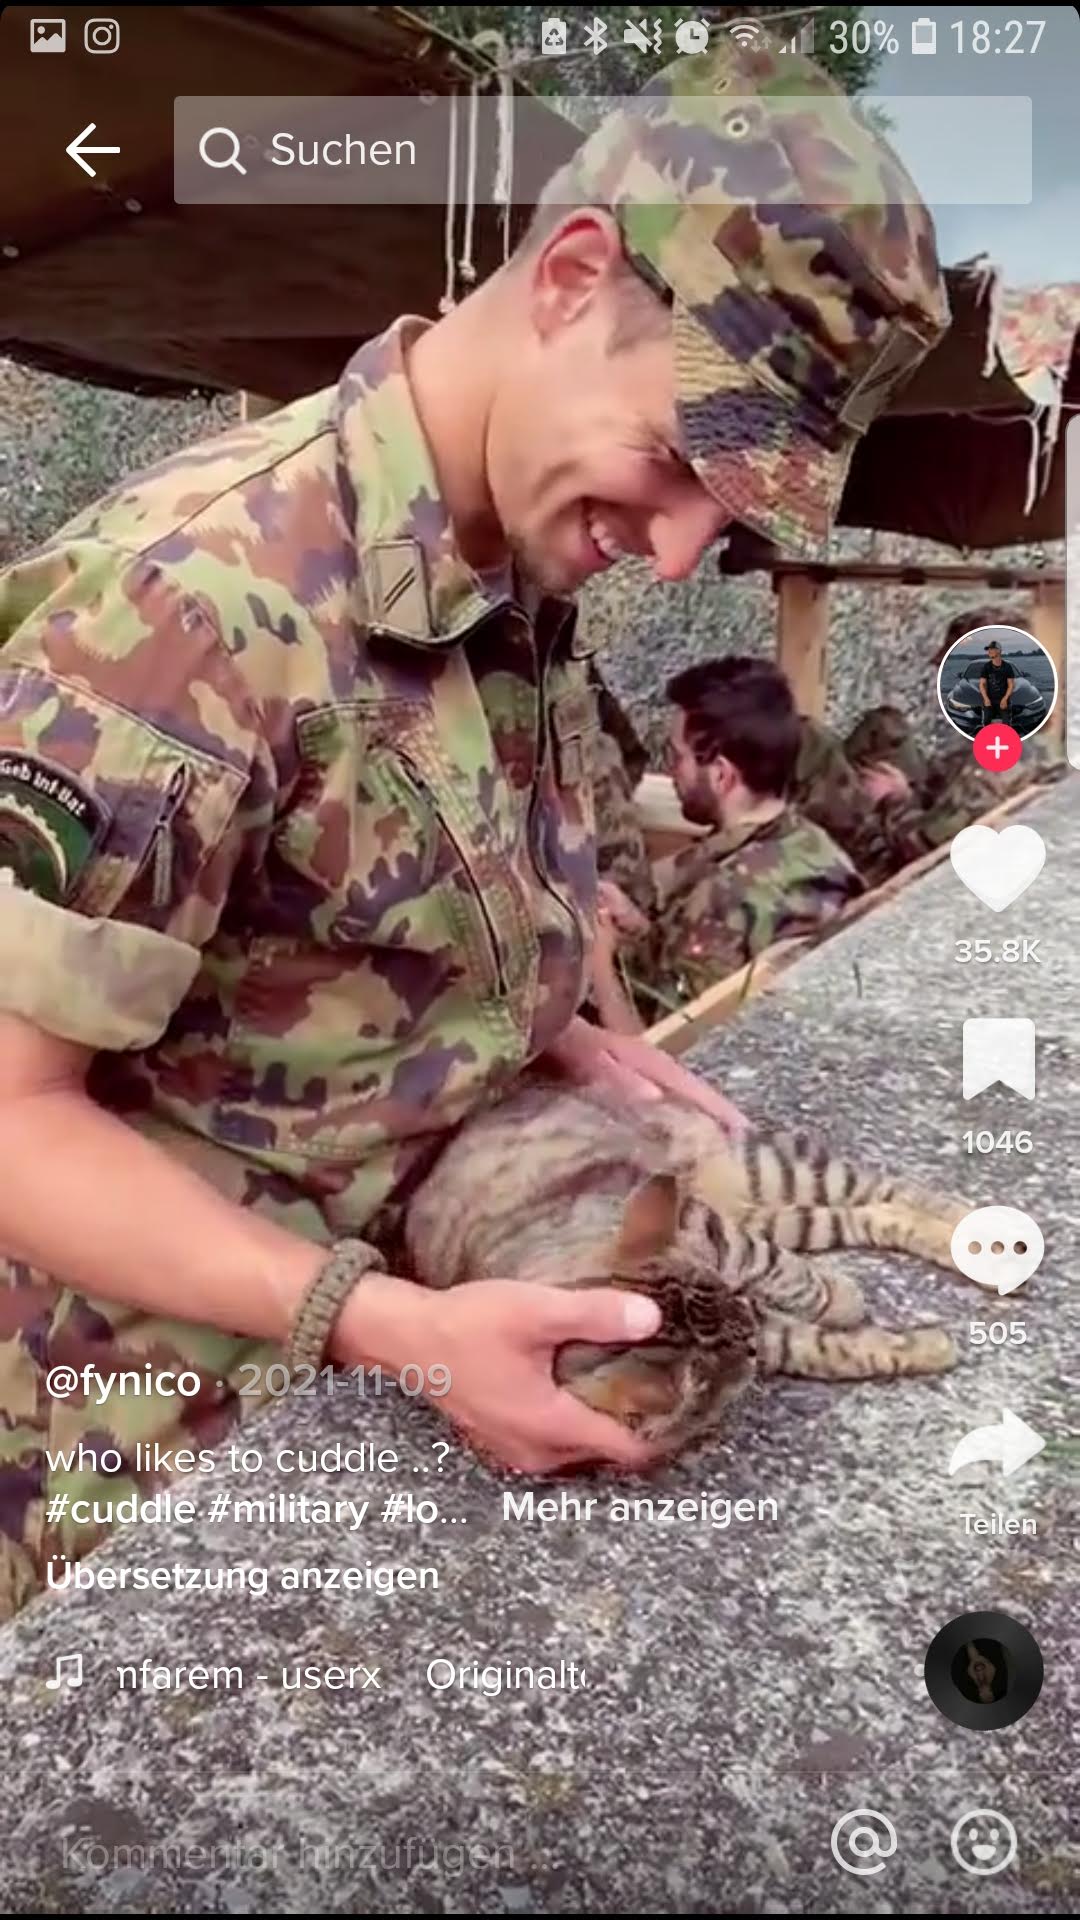 30% 18:27
Suchen
Geb Inf Bat
35.8K
1046
505
@fynico · 2021-11-09
who likes to cuddle ..?
#cuddle #military #lo... Mehr anzeigen
Teilen
Übersetzung anzeigen
nfarem - userx Originalt
Kommentar hinzufügen ...
@